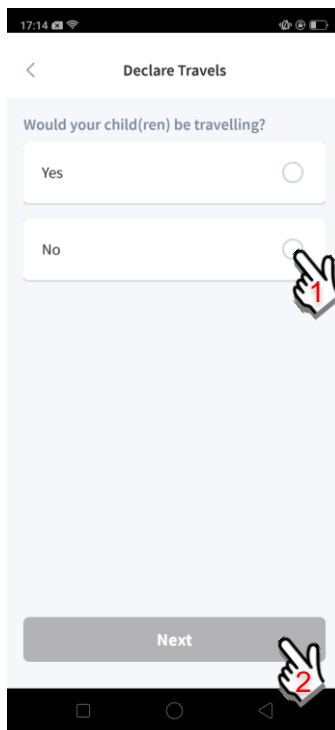 17:14
Declare Travels
Would your child(ren) be travelling?
Yes
No
1
Next
2